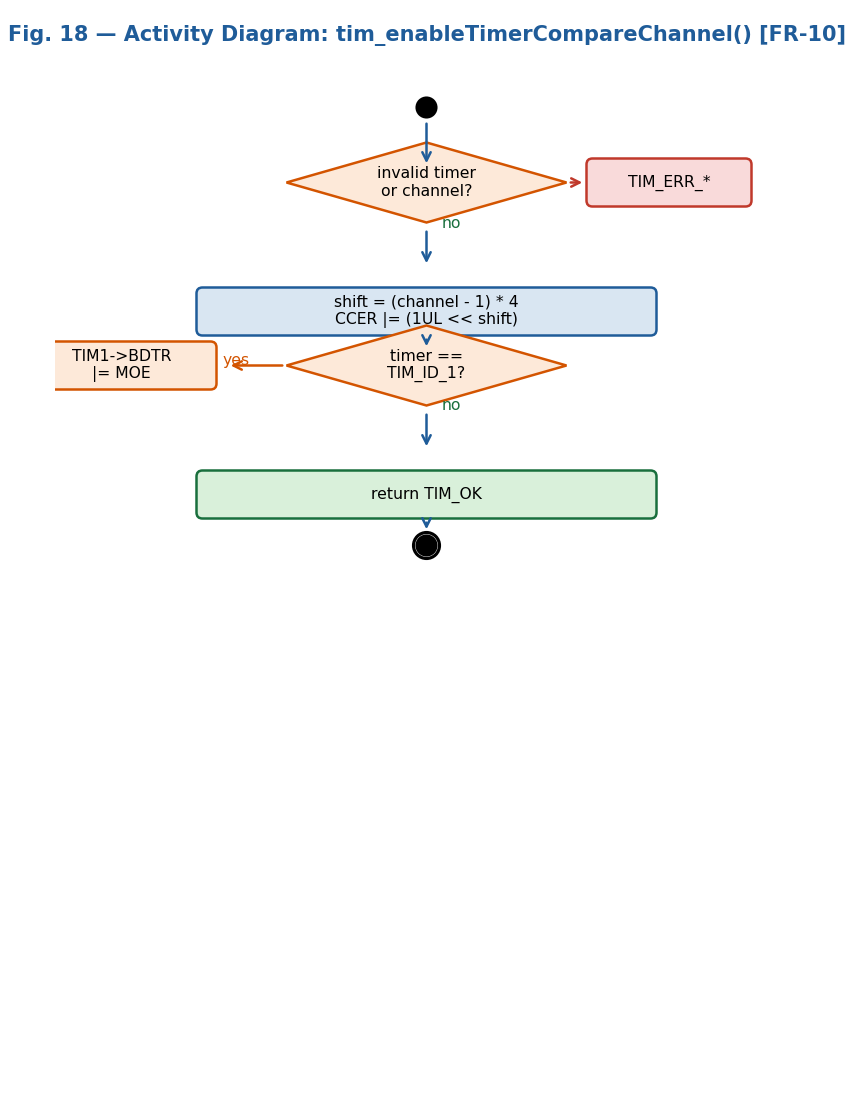 Fig. 18 — Activity Diagram: tim_enableTimerCompareChannel() [FR-10]
invalid timer
or channel?
TIM_ERR_*
no
shift = (channel - 1) * 4
CCER |= (1UL << shift)
TIM1->BDTR
|= MOE
yes
timer ==
TIM_ID_1?
no
return TIM_OK